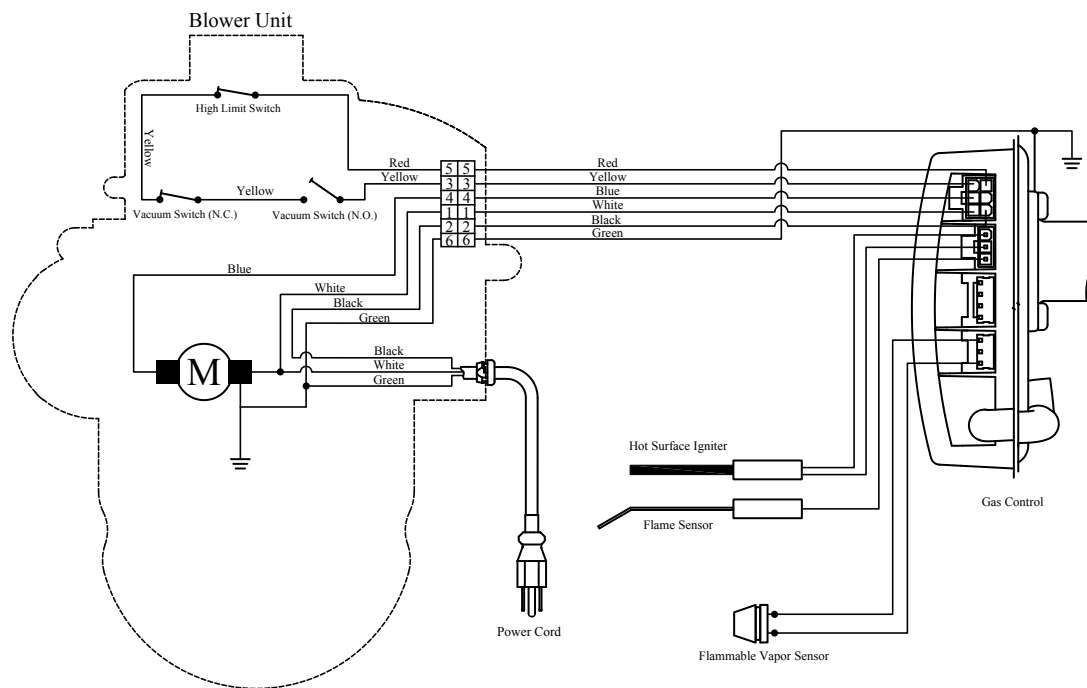 Blower Unit
High Limit Switch
Yellow
Yellow
Vacuum Switch (N.C.)
Vacuum Switch (N.O.)
Red
Yellow
5 5
3 3
4 4
1 1
2 2
6 6
Red
Yellow
Blue
White
Black
Green
Blue
White
Black
Green
Black
White
Green
M
Hot Surface Igniter
Flame Sensor
Gas Control
Power Cord
Flammable Vapor Sensor